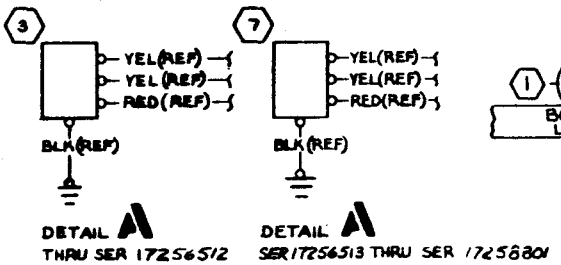 3
YEL(REF)
YEL (REF)
RED(REF)
BLK(REF)
DETAIL A
THRU SER 17256512
7
YEL(REF)
YEL(REF)
RED(REF)
BLK(REF)
DETAIL A
SER 17256513 THRU SER 17258801
1